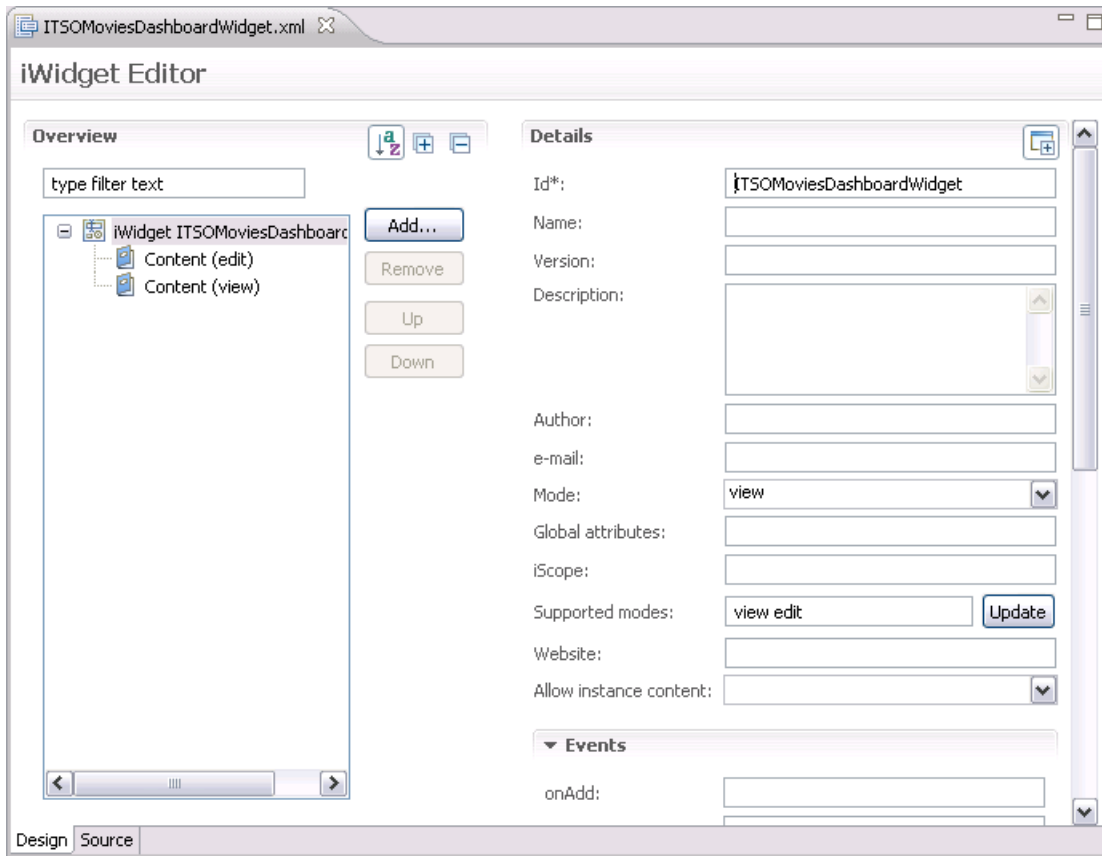 ITSOMoviesDashboardWidget.xml
iWidget Editor
Overview
type filter text
iWidget ITSOMoviesDashboard
Content (edit)
Content (view)
Add...
Remove
Up
Down
Details
Id*: ITSOMoviesDashboardWidget
Name:
Version:
Description:
Author:
e-mail:
Mode: view
Global attributes:
iScope:
Supported modes: view edit Update
Website:
Allow instance content:
Events
onAdd:
Design Source